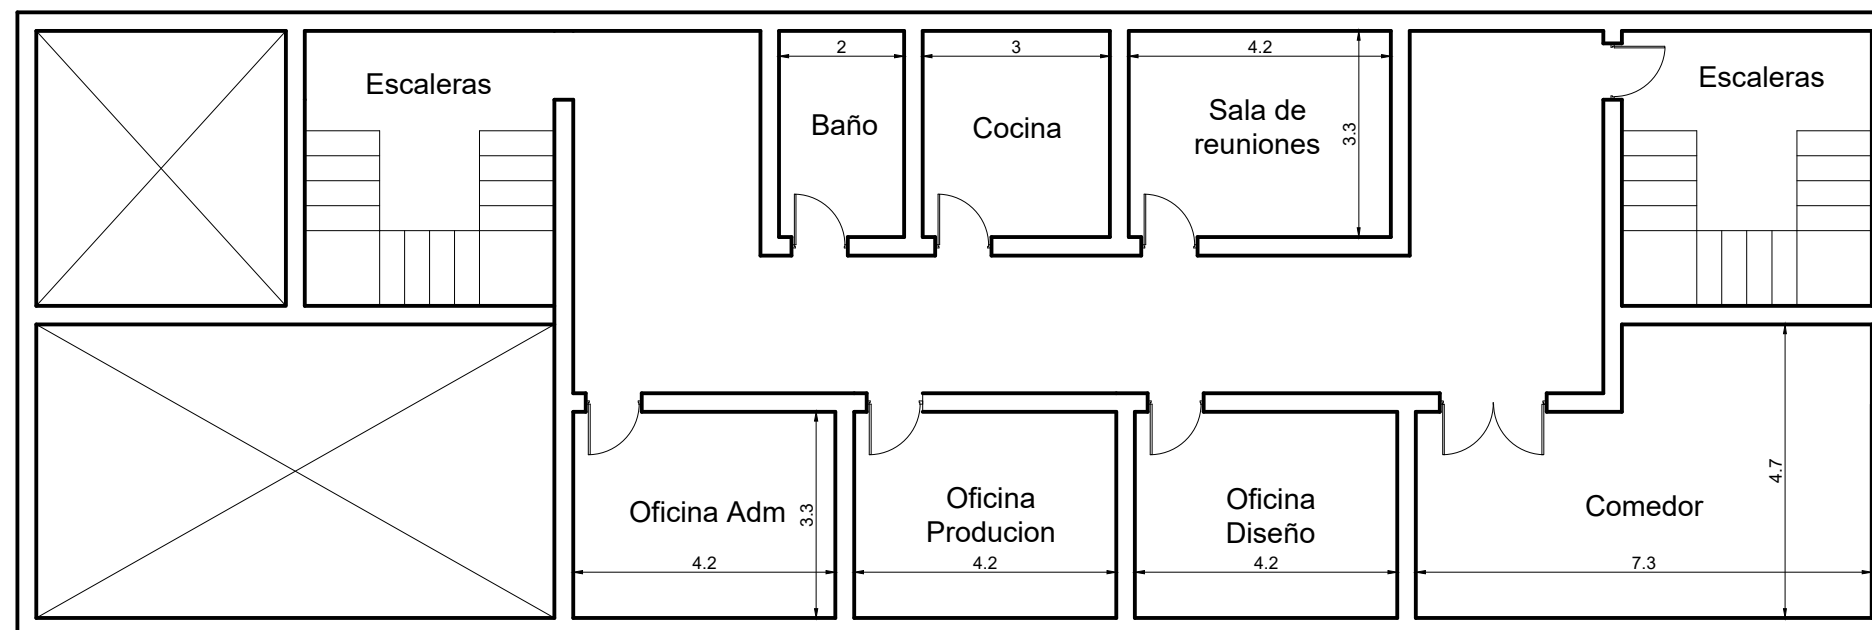 2
3
4.2
Escaleras
Escaleras
Baño
Cocina
Sala de
reuniones
3.3
Oficina Adm
3.3
4.2
Oficina
Producion
4.2
Oficina
Diseño
4.2
Comedor
4.7
7.3